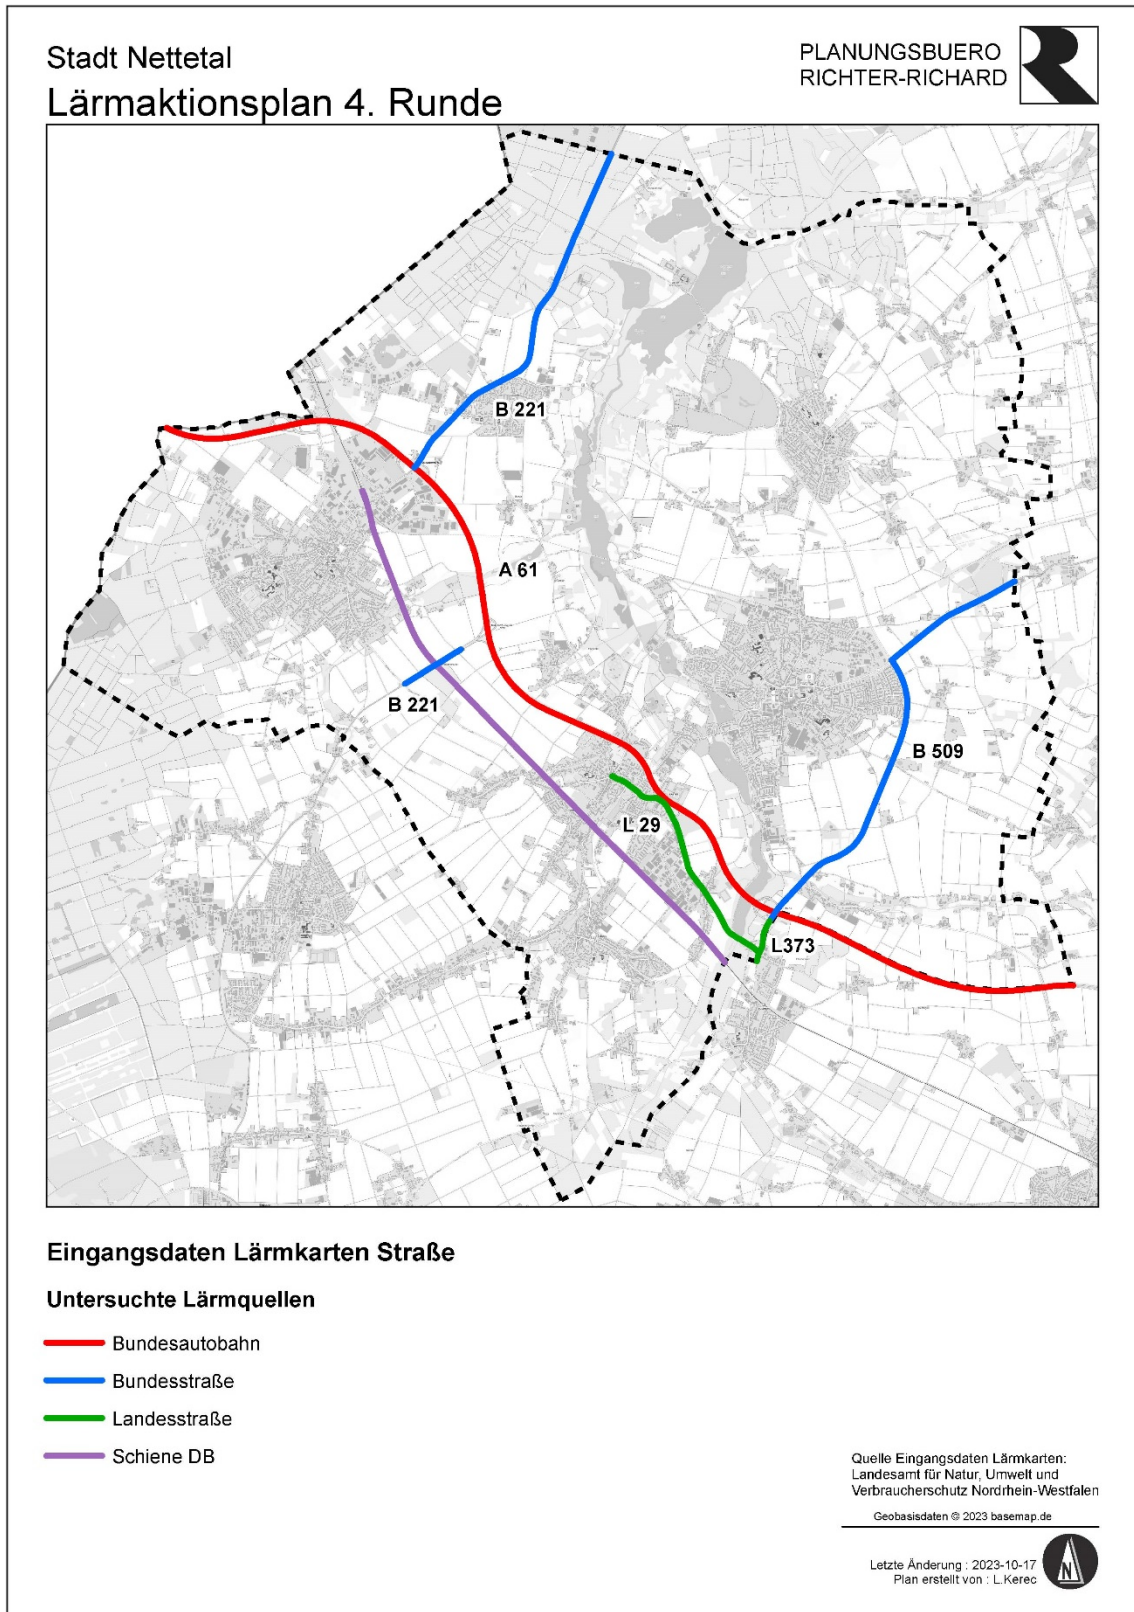 Stadt Nettetal
Lärmaktionsplan 4. Runde
PLANUNGSBUERO
RICHTER-RICHARD
B 221
A 61
B 221
B 509
L 29
L373
Eingangsdaten Lärmkarten Straße
Untersuchte Lärmquellen
Bundesautobahn
Bundesstraße
Landesstraße
Schiene DB
Quelle Eingangsdaten Lärmkarten:
Landesamt für Natur, Umwelt und
Verbraucherschutz Nordrhein-Westfalen
Geobasisdaten © 2023 basemap.de
Letzte Änderung : 2023-10-17
Plan erstellt von : L.Kerec
N